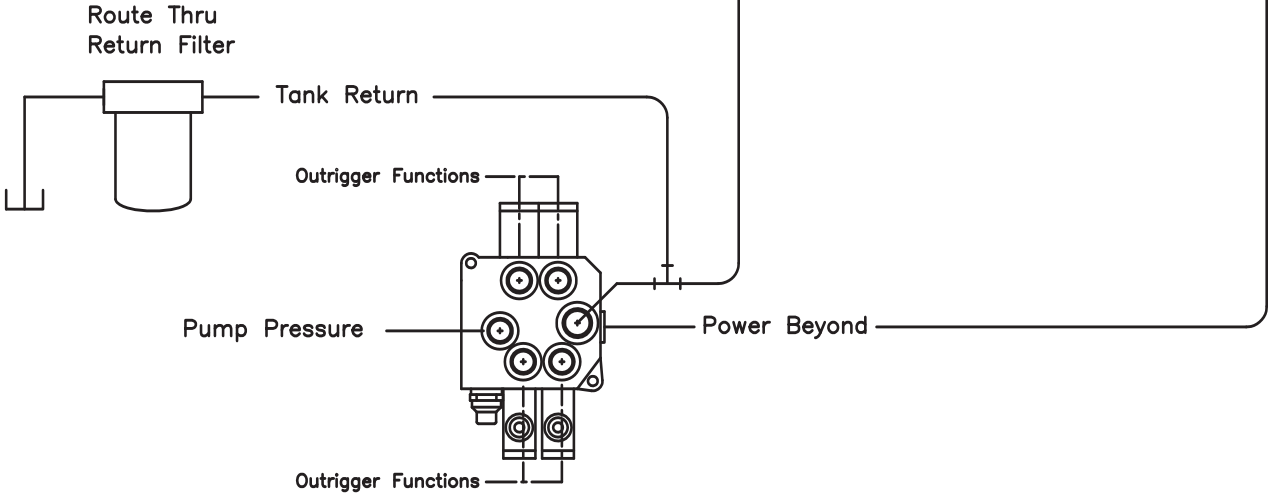 Route Thru
Return Filter
Tank Return
Outrigger Functions
Pump Pressure
Power Beyond
Outrigger Functions